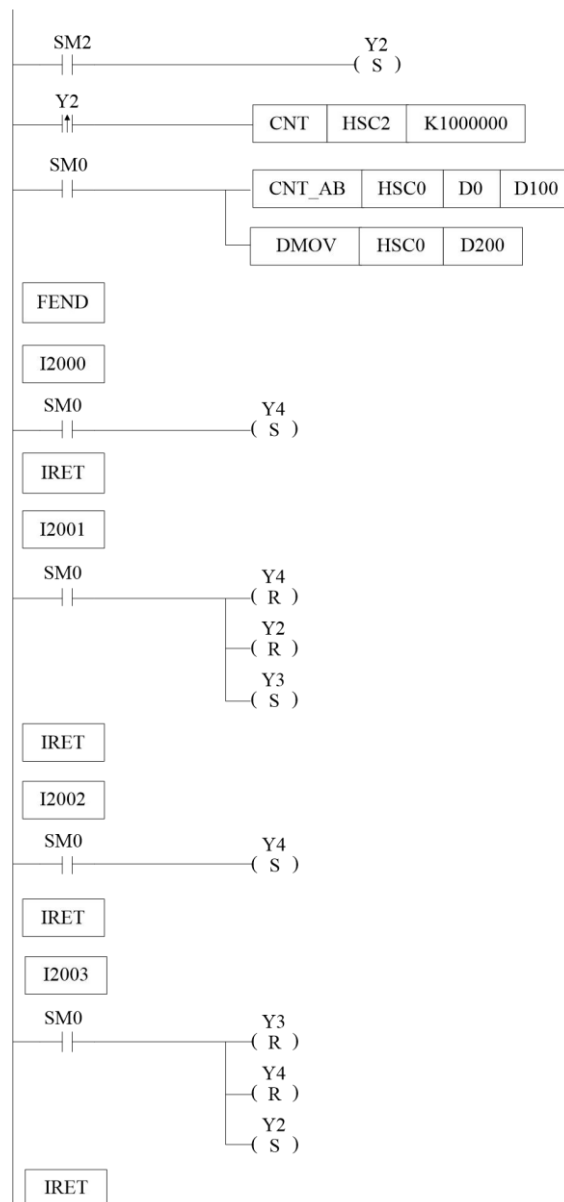 SM2 Y2
( S )
Y2
CNT HSC2 K1000000
SM0
CNT_AB HSC0 D0 D100
DMOV HSC0 D200
FEND
I2000
SM0 Y4
( S )
IRET
I2001
SM0 Y4
( R )
Y2
( R )
Y3
( S )
IRET
I2002
SM0 Y4
( S )
IRET
I2003
SM0 Y3
( R )
Y4
( R )
Y2
( S )
IRET